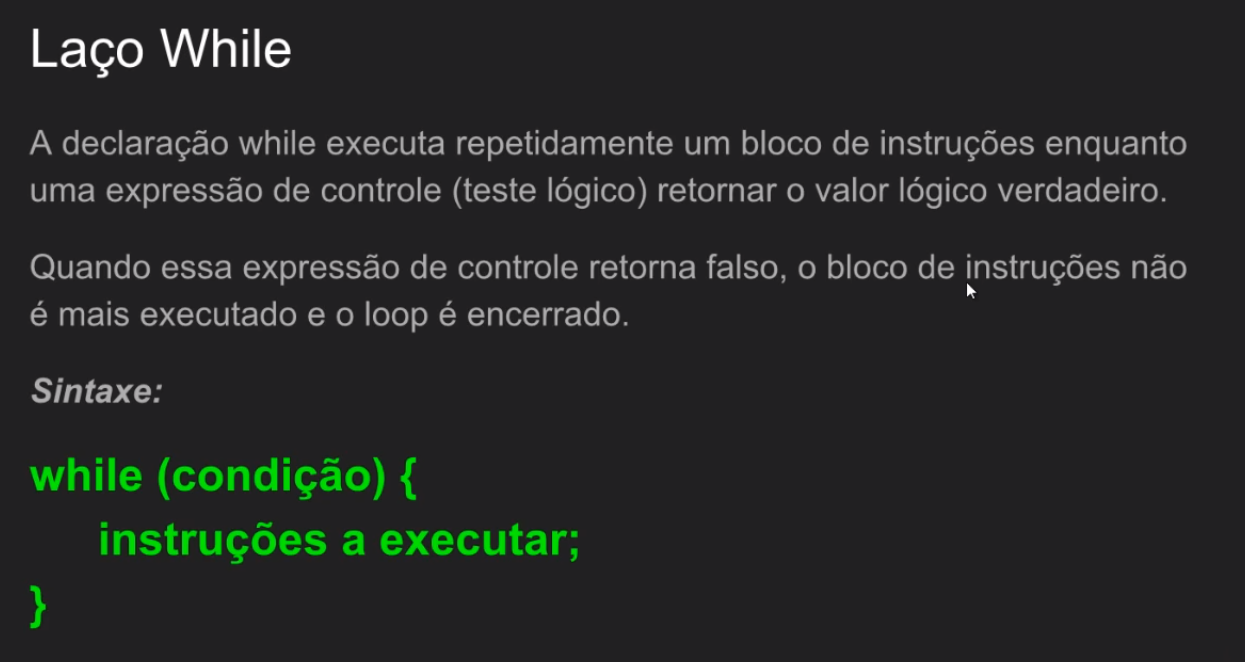 Laço While
A declaração while executa repetidamente um bloco de instruções enquanto
uma expressão de controle (teste lógico) retornar o valor lógico verdadeiro.
Quando essa expressão de controle retorna falso, o bloco de instruções não
é mais executado e o loop é encerrado.
Sintaxe:
while (condição) {
instruções a executar;
}